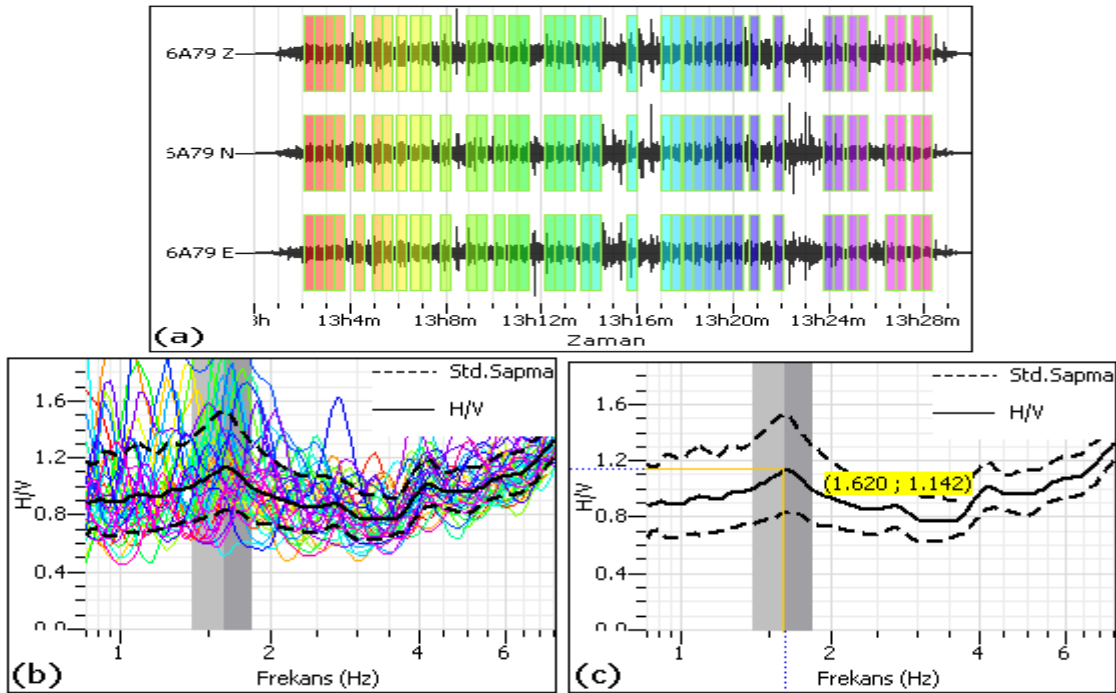 6A79 Z
5A79 N
6A79 E
3h 13h4m 13h8m 13h12m 13h16m 13h20m 13h24m 13h28m
Zaman
(a)
1.6
1.2
0.8
0.4
0.0
H/V
Std.Sapma
H/V
1 2 4 6
Frekans (Hz)
(b)
1.6
1.2
0.8
0.4
0.0
H/V
Std.Sapma
H/V
(1.620 ; 1.142)
1 2 4 6
Frekans (Hz)
(c)